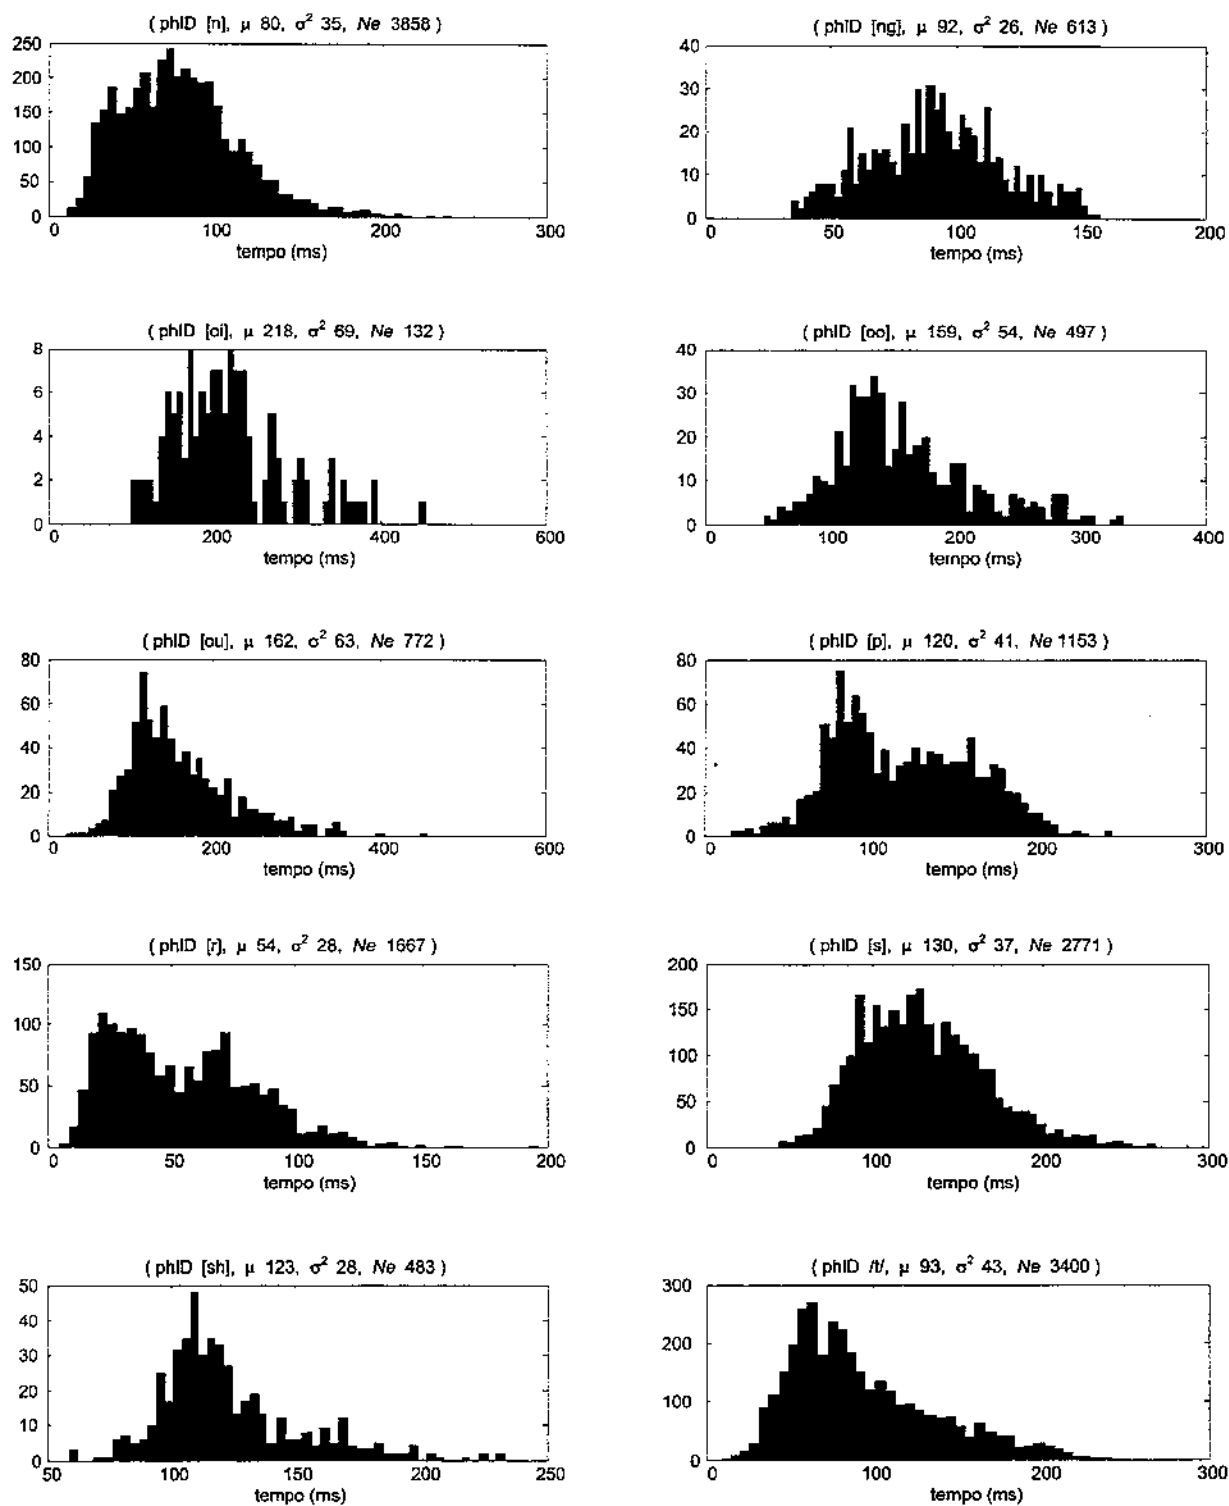 ( phID [n], μ 80, σ² 35, Ne 3858 )
250
200
150
100
50
0
0 100 200 300
tempo (ms)
( phID [ng], μ 92, σ² 26, Ne 613 )
40
30
20
10
0
0 50 100 150 200
tempo (ms)
( phID [oi], μ 218, σ² 69, Ne 132 )
8
6
4
2
0
0 200 400 600
tempo (ms)
( phID [oo], μ 159, σ² 54, Ne 497 )
40
30
20
10
0
0 100 200 300 400
tempo (ms)
( phID [ou], μ 162, σ² 63, Ne 772 )
80
60
40
20
0
0 200 400 600
tempo (ms)
( phID [p], μ 120, σ² 41, Ne 1153 )
80
60
40
20
0
0 100 200 300
tempo (ms)
( phID [r], μ 54, σ² 28, Ne 1667 )
150
100
50
0
0 50 100 150 200
tempo (ms)
( phID [s], μ 130, σ² 37, Ne 2771 )
200
150
100
50
0
0 100 200 300
tempo (ms)
( phID [sh], μ 123, σ² 28, Ne 483 )
50
40
30
20
10
0
50 100 150 200 250
tempo (ms)
( phID /t/, μ 93, σ² 43, Ne 3400 )
300
200
100
0
0 100 200 300
tempo (ms)